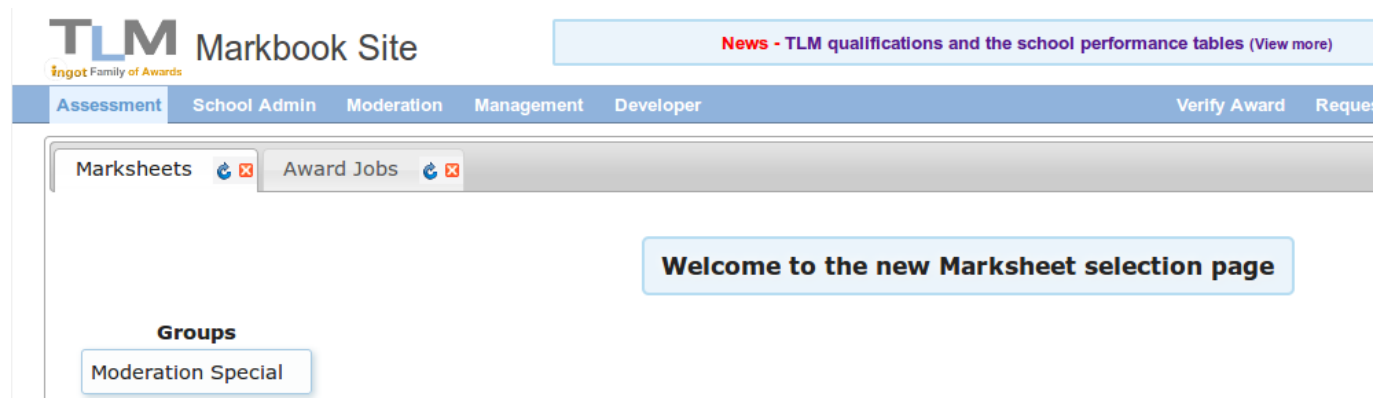 TLM Markbook Site
ingot Family of Awards
News - TLM qualifications and the school performance tables (View more)
Assessment School Admin Moderation Management Developer Verify Award
Marksheets Award Jobs
Welcome to the new Marksheet selection page
Groups
Moderation Special